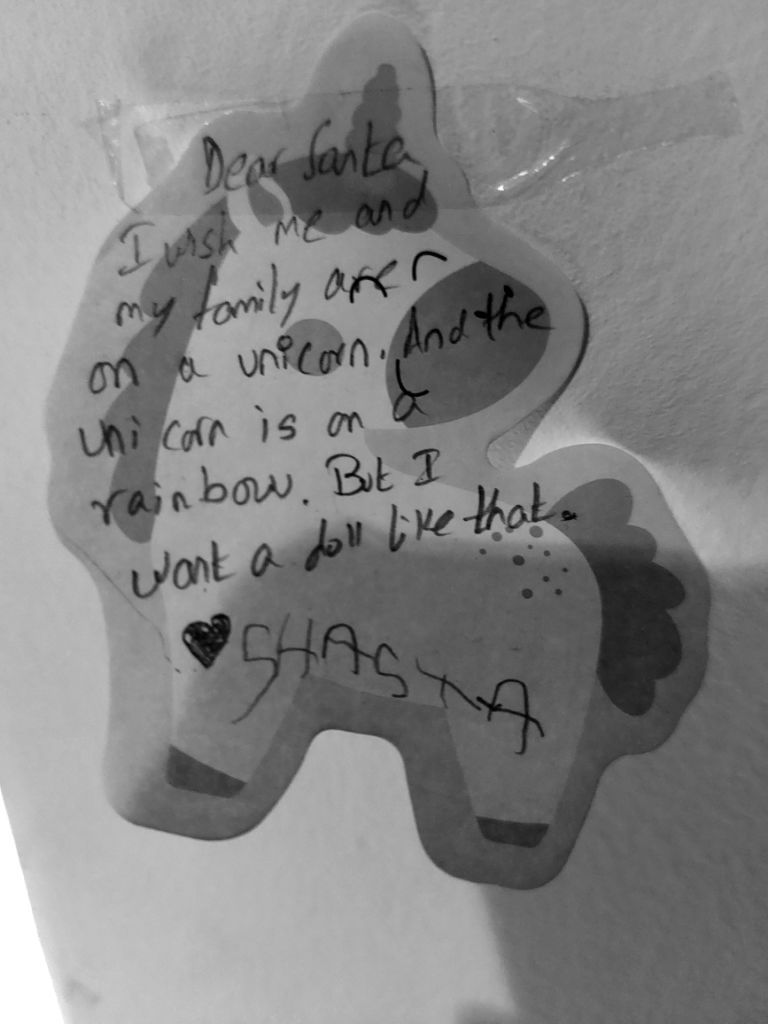 Dear Santa
I wish me and
my family are
on a unicorn. And the
unicorn is on a
rainbow. But I
want a doll like that.
♥ SHASTA